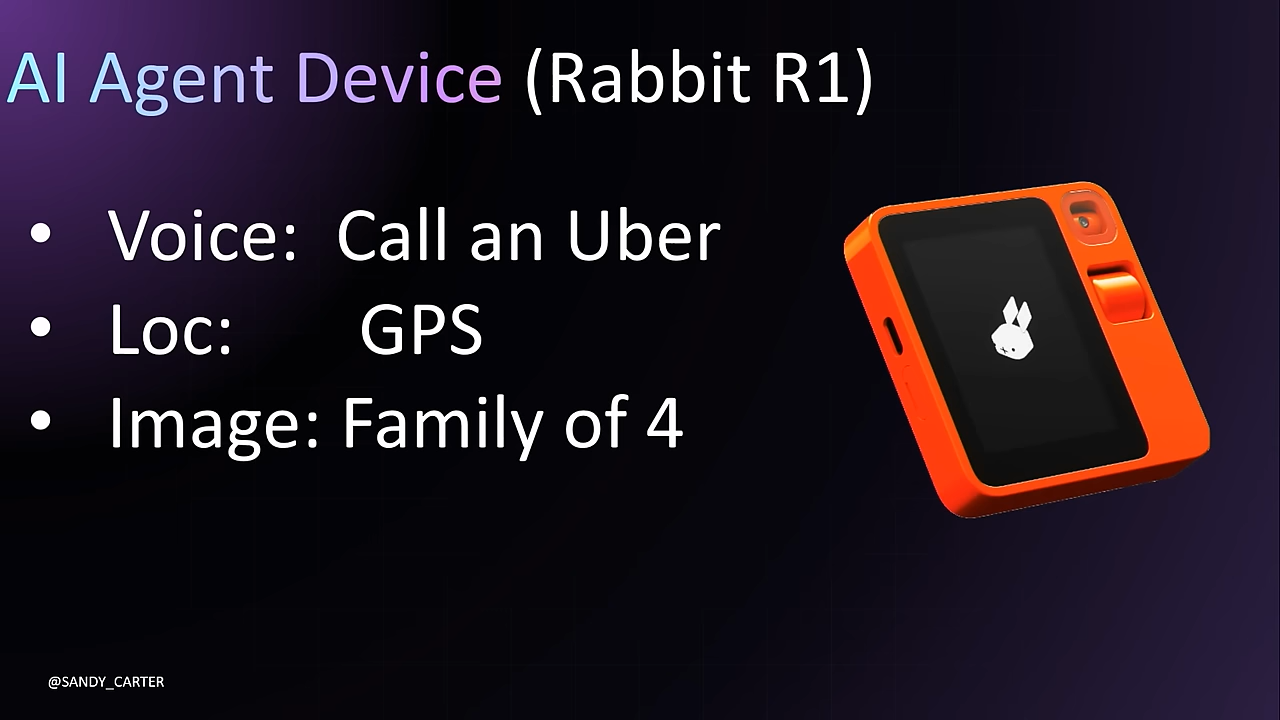 AI Agent Device (Rabbit R1)
• Voice: Call an Uber
• Loc: GPS
• Image: Family of 4
@SANDY_CARTER